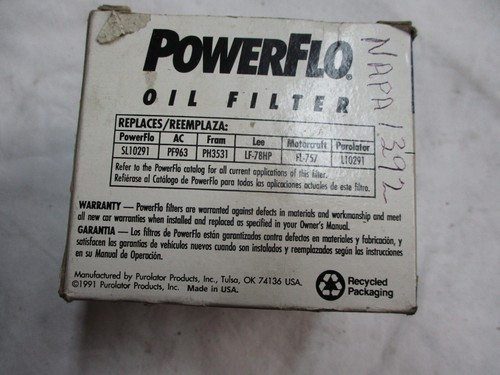 POWERFLO®
OIL FILTER
REPLACES/REEMPLAZA:
PowerFlo AC Fram Lee Motorcraft Purolator
SL10291 PF963 PH3531 LF-78HP FL-757 L10291
Refer to the PowerFlo catalog for all current applications of this filter.
Refiérase al Catálogo de PowerFlo para todas las aplicaciones actuales de este filtro.
WARRANTY — PowerFlo filters are warranted against defects in materials and workmanship and meet
all new car warranties when installed and replaced as specified in your Owner's Manual.
GARANTIA — Los filtros de PowerFlo están garantizados contra defectos en materiales y fabricación, y
satisfacen las garantías de vehículos nuevos cuando son instalados y reemplazados según las instrucciones
en su Manual de Operación.
Manufactured by Purolator Products, Inc., Tulsa, OK 74136 USA.
©1991 Purolator Products, Inc. Made in USA.
Recycled
Packaging
NAPA 1392